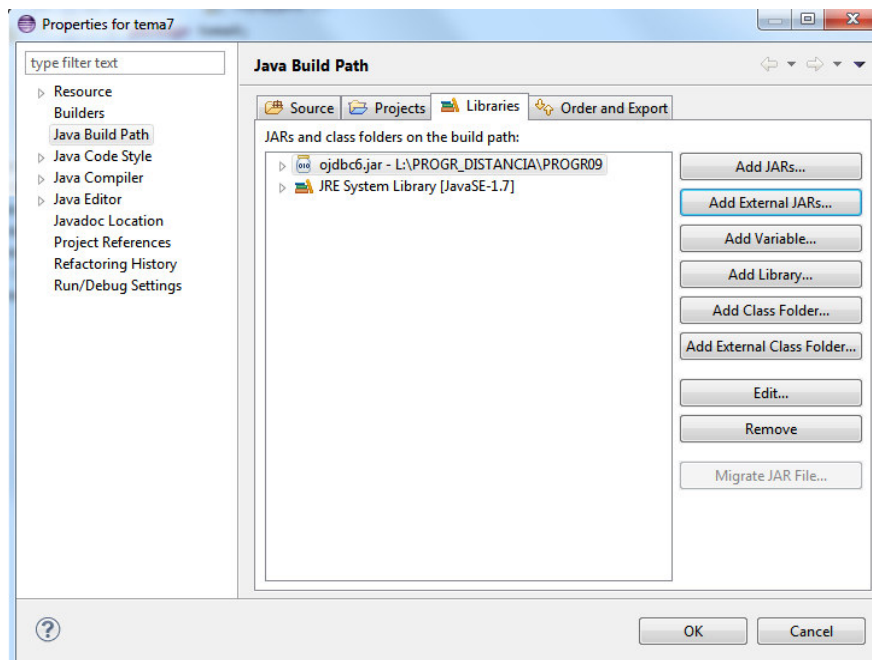 Properties for tema7
type filter text
Resource
Builders
Java Build Path
Java Code Style
Java Compiler
Java Editor
Javadoc Location
Project References
Refactoring History
Run/Debug Settings
Java Build Path
Source
Projects
Libraries
Order and Export
JARs and class folders on the build path:
ojdbc6.jar - L:\PROGR_DISTANCIA\PROGR09
JRE System Library [JavaSE-1.7]
Add JARs...
Add External JARs...
Add Variable...
Add Library...
Add Class Folder...
Add External Class Folder...
Edit...
Remove
Migrate JAR File...
OK
Cancel